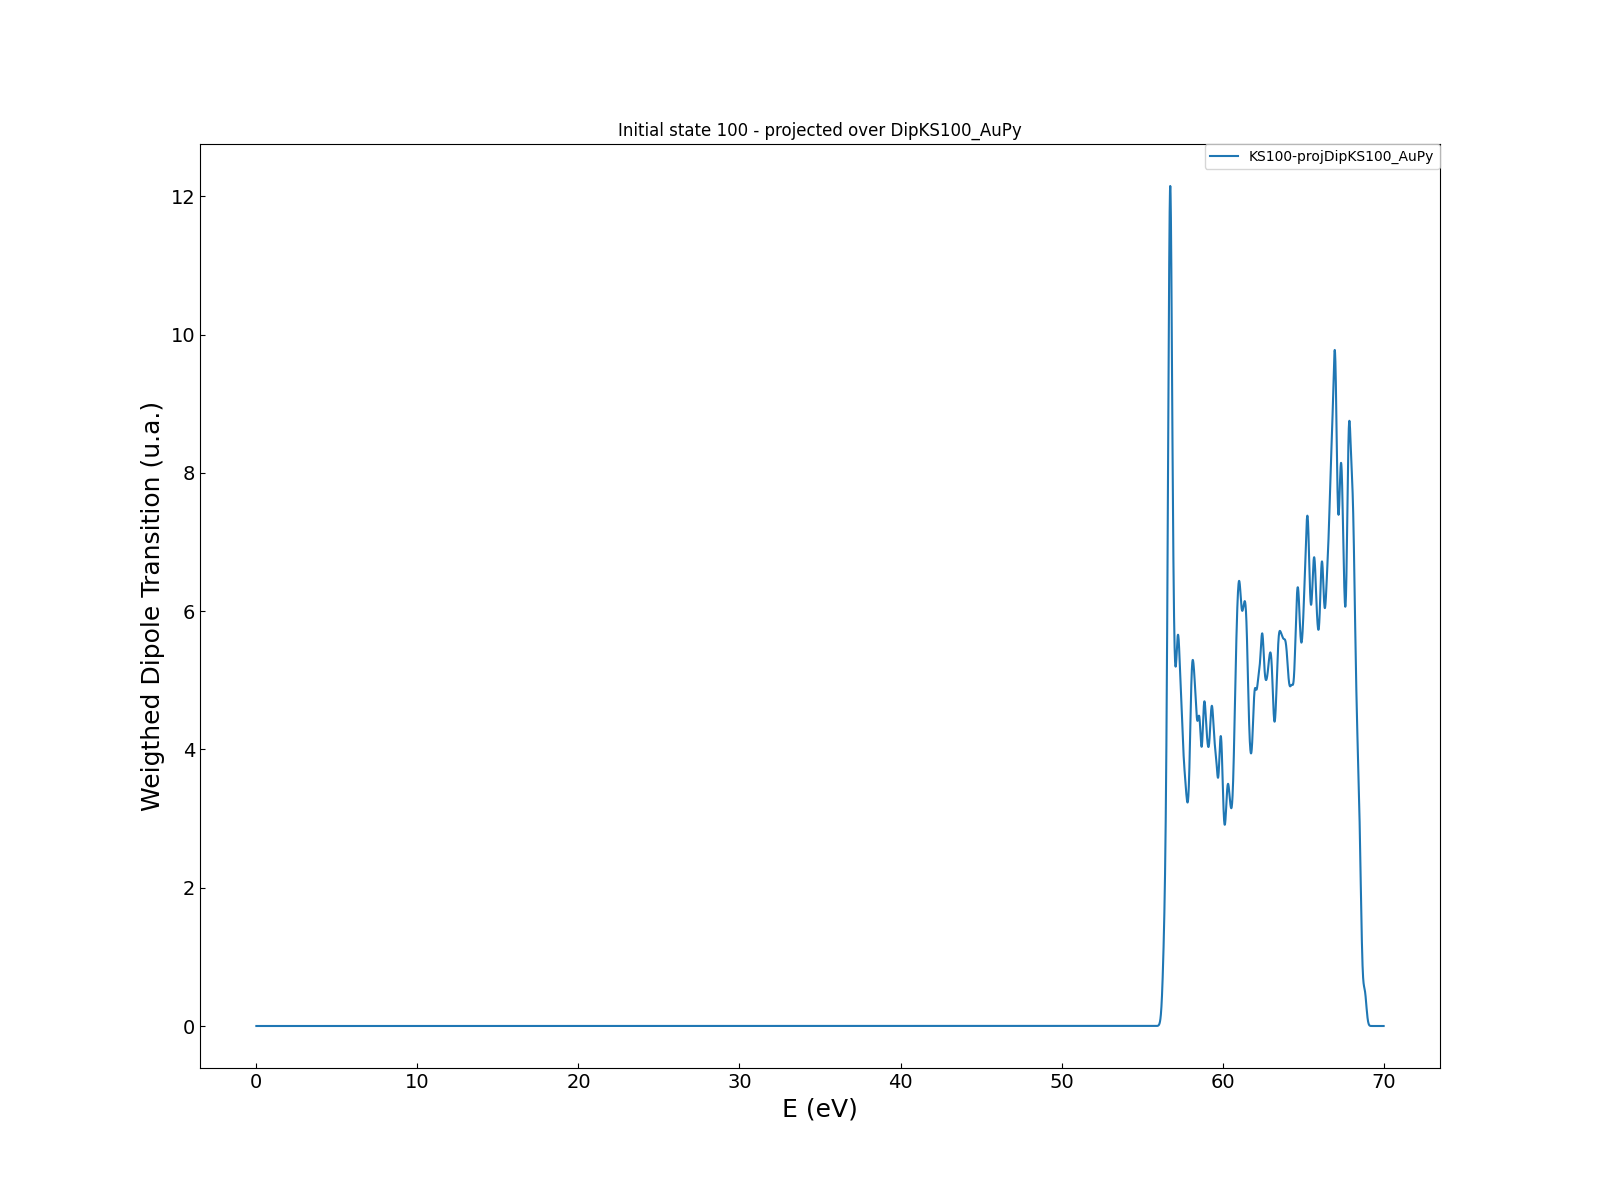 Initial state 100 - projected over DipKS100_AuPy
KS100-projDipKS100_AuPy
Weigthed Dipole Transition (u.a.)
12
10
8
6
4
2
0
0 10 20 30 40 50 60 70
E (eV)